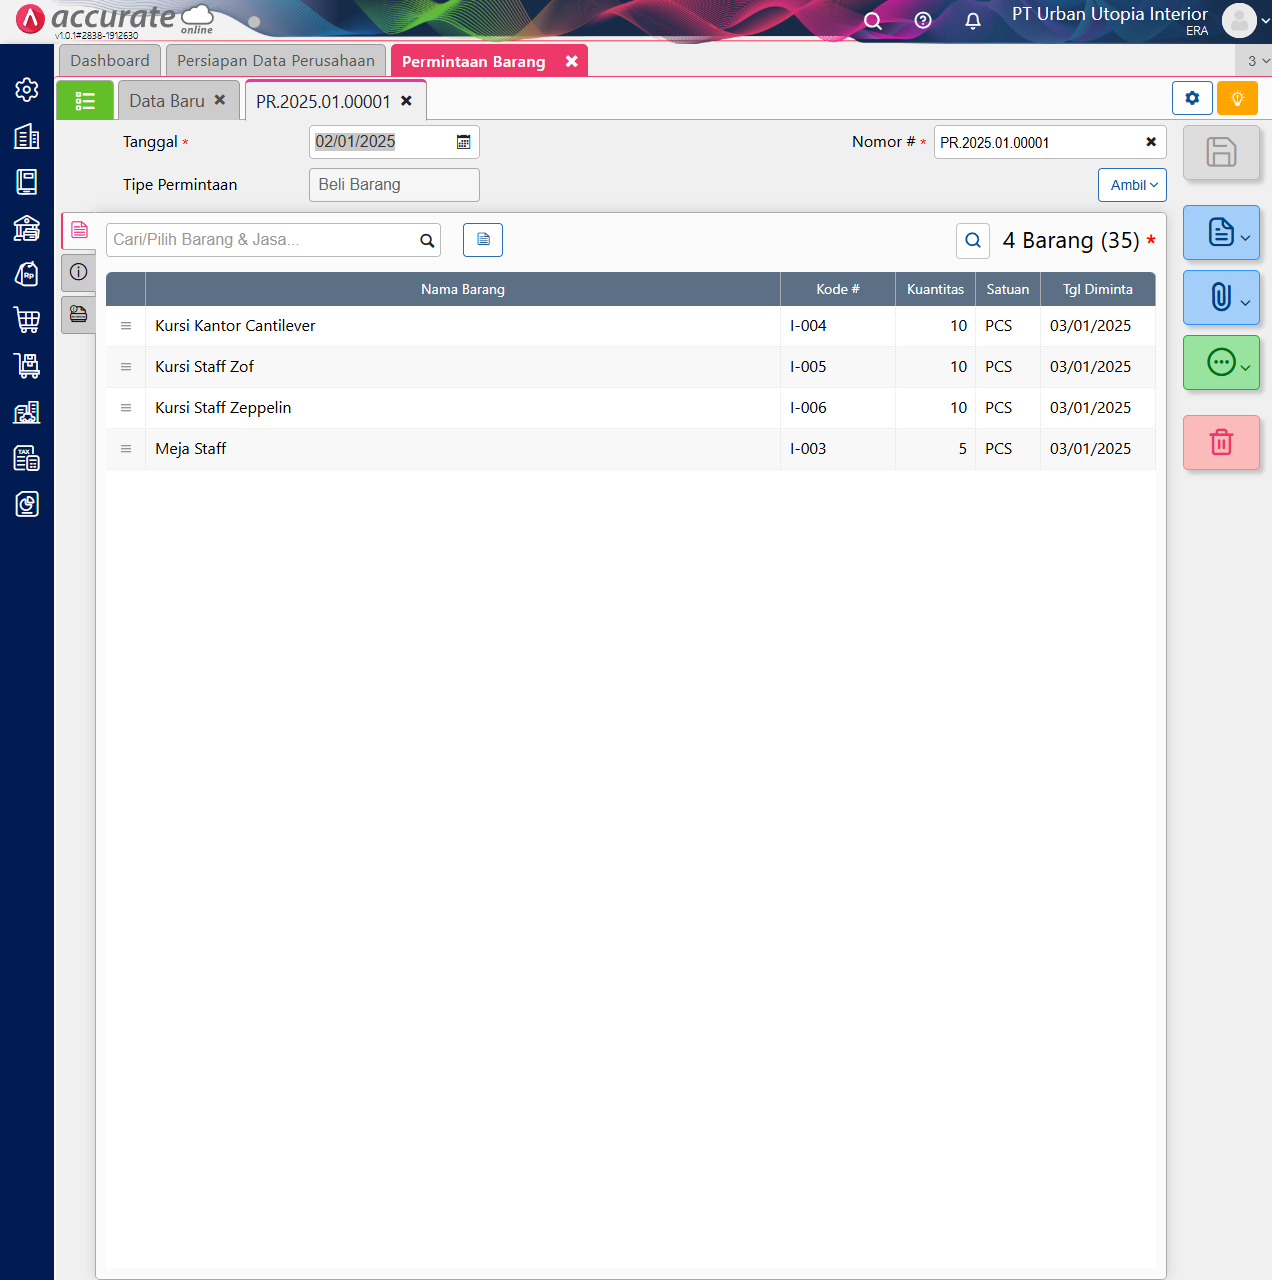 accurate
online
v1.0.1#2838-1912630
PT Urban Utopia Interior
ERA
Dashboard
Persiapan Data Perusahaan
Permintaan Barang
3
Data Baru
PR.2025.01.00001
Tanggal *
02/01/2025
Nomor # *
PR.2025.01.00001
Tipe Permintaan
Beli Barang
Ambil
Cari/Pilih Barang & Jasa...
4 Barang (35) *
Nama Barang Kode # Kuantitas Satuan Tgl Diminta
Kursi Kantor Cantilever I-004 10 PCS 03/01/2025
Kursi Staff Zof I-005 10 PCS 03/01/2025
Kursi Staff Zeppelin I-006 10 PCS 03/01/2025
Meja Staff I-003 5 PCS 03/01/2025
Rp
TAX